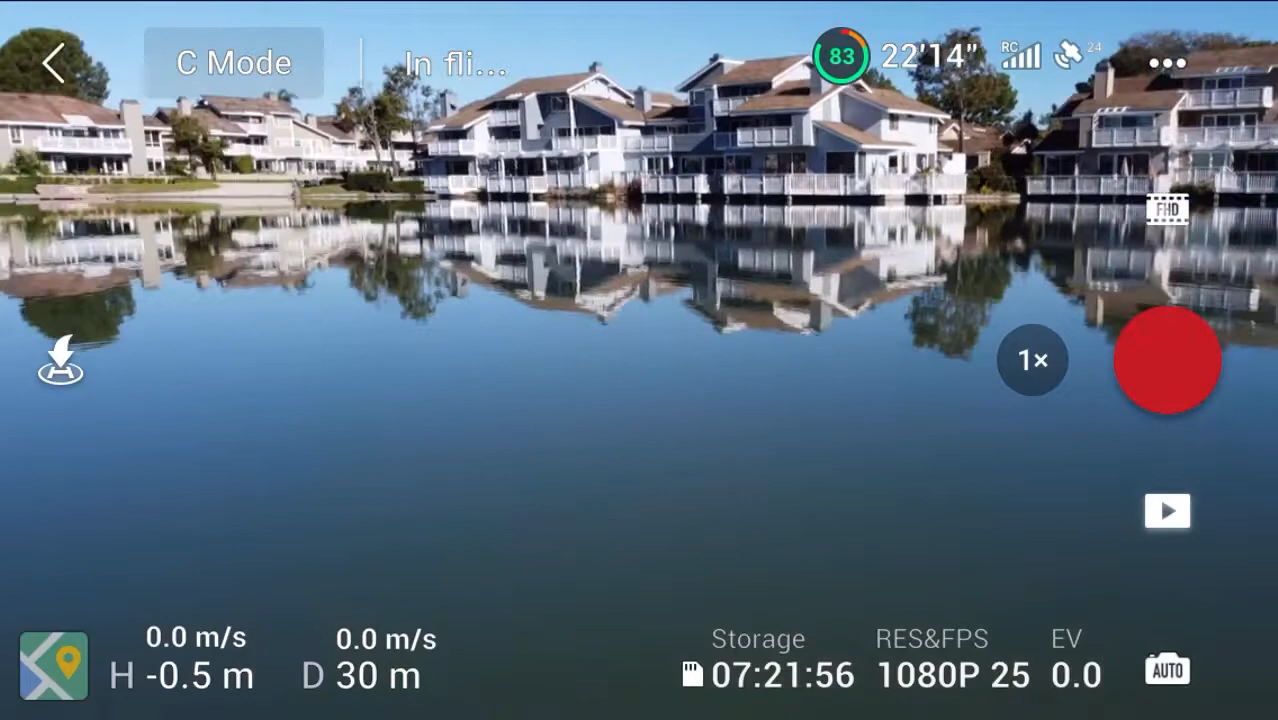 C Mode
In fli...
83
22'14"
RC
24
FHD
1×
0.0 m/s
0.0 m/s
H -0.5 m
D 30 m
Storage
RES&FPS
EV
07:21:56
1080P 25
0.0
AUTO